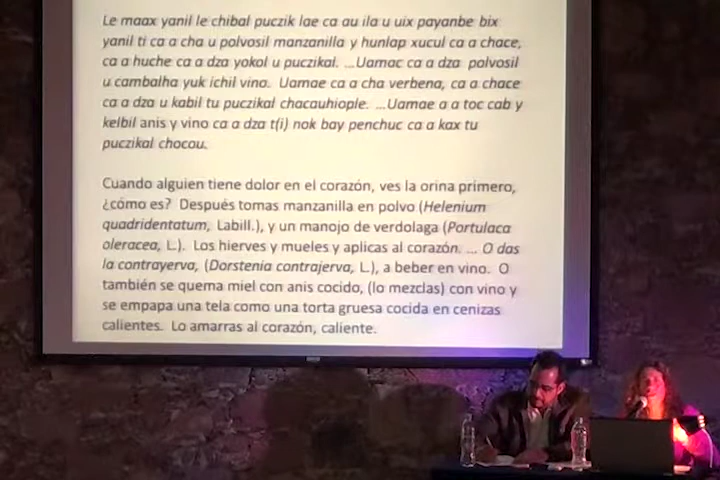 Le maax yanil le chibal puczik lae ca au ila u uix payanbe bix
yanil ti ca a cha u polvosil manzanilla y hunlap xucul ca a chace,
ca a huche ca a dza yokol u puczikal. ...Uamac ca a dza polvosil
u cambalha yuk ichil vino. Uamae ca a cha verbena, ca a chace
ca a dza u kabil tu puczikal chacauhiople. ...Uamae a a toc cab y
kelbil anis y vino ca a dza t(i) nok bay penchuc ca a kax tu
puczikal chocou.
Cuando alguien tiene dolor en el corazón, ves la orina primero,
¿cómo es? Después tomas manzanilla en polvo (Helenium
quadridentatum, Labill.), y un manojo de verdolaga (Portulaca
oleracea, L.). Los hierves y mueles y aplicas al corazón. ... O das
la contrayerva, (Dorstenia contrajerva, L.), a beber en vino. O
también se quema miel con anis cocido, (lo mezclas) con vino y
se empapa una tela como una torta gruesa cocida en cenizas
calientes. Lo amarras al corazón, caliente.